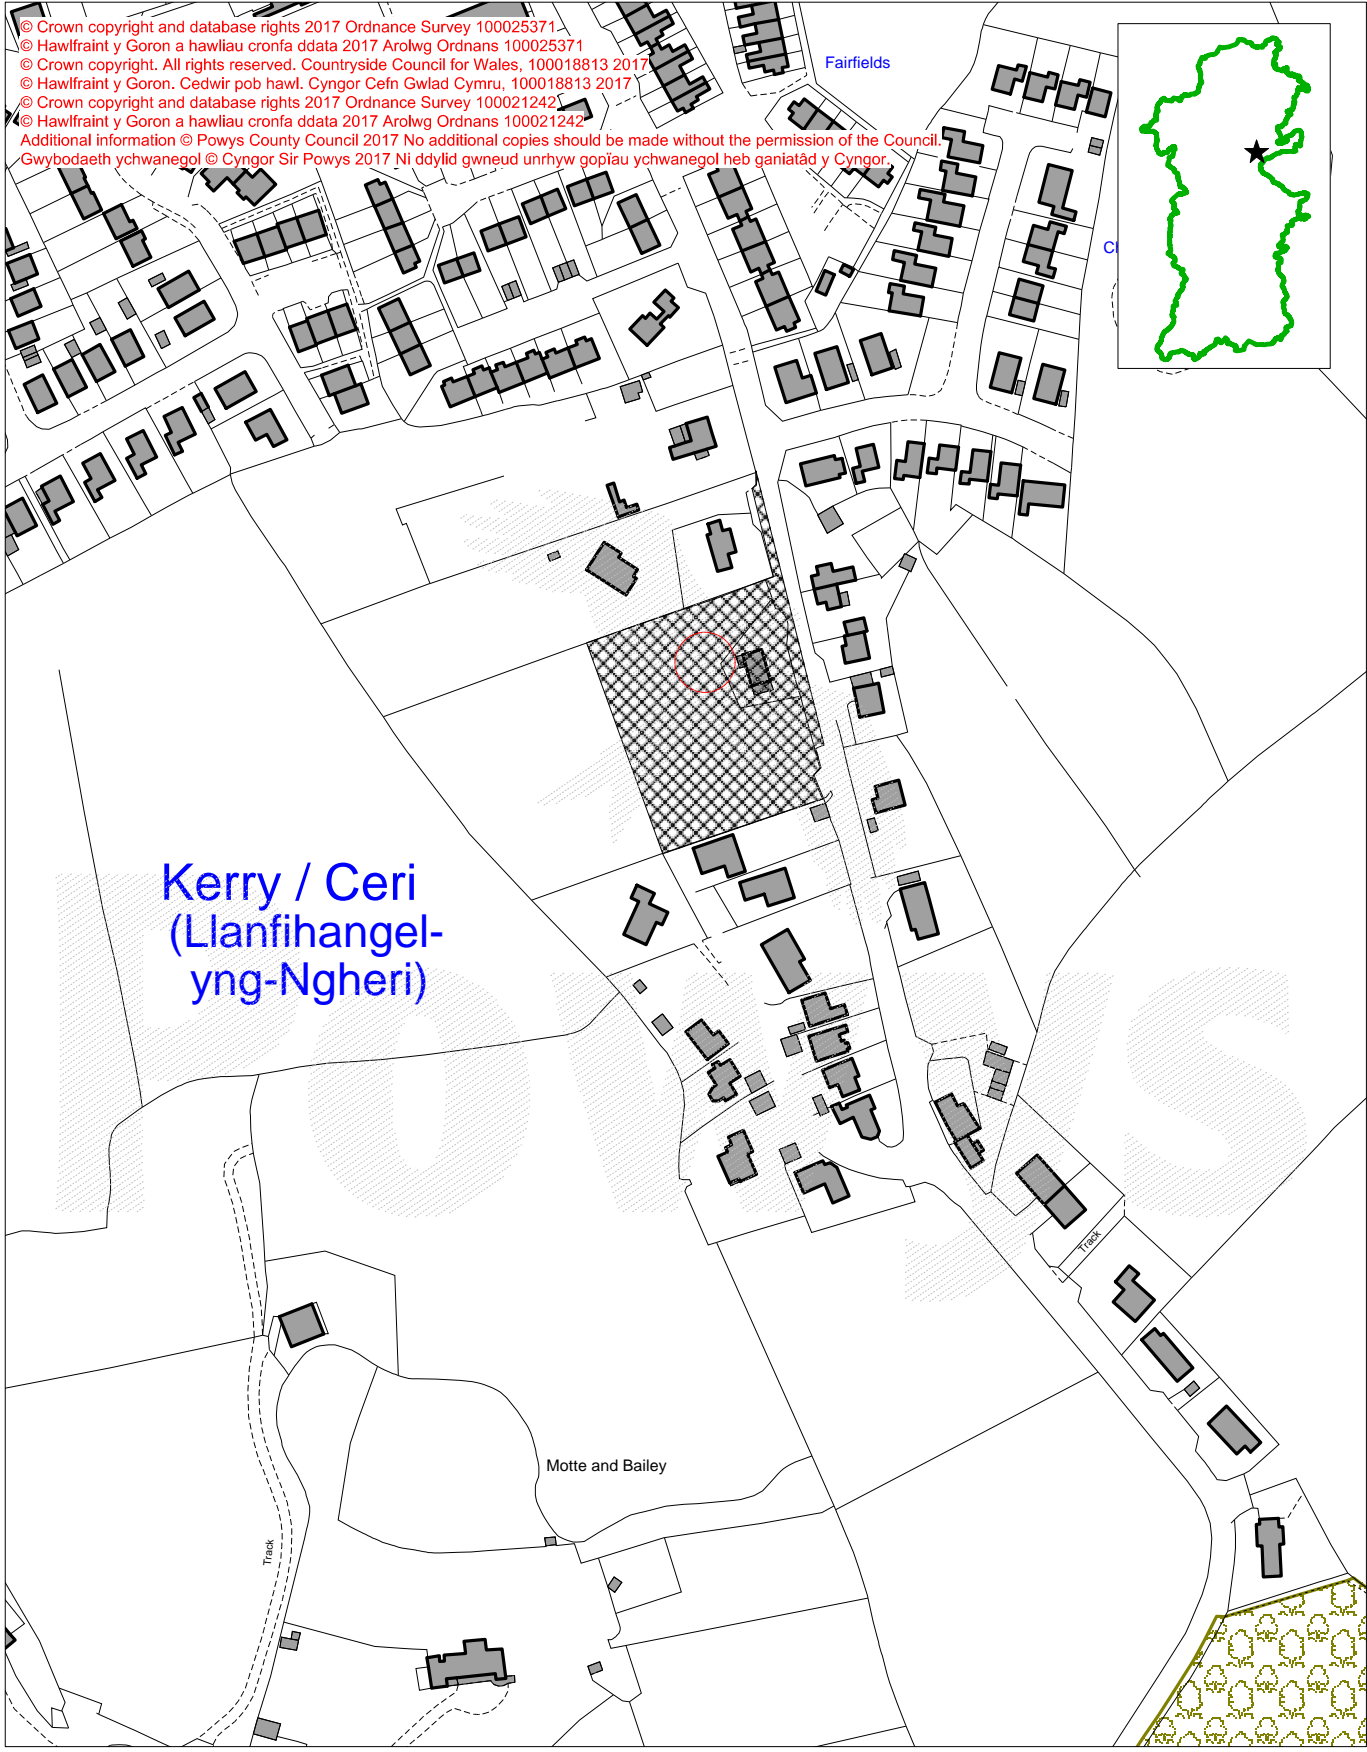 © Crown copyright and database rights 2017 Ordnance Survey 100025371
© Hawlfraint y Goron a hawliau cronfa ddata 2017 Arolwg Ordnans 100025371
© Crown copyright. All rights reserved. Countryside Council for Wales, 100018813 2017
© Hawlfraint y Goron. Cedwir pob hawl. Cyngor Cefn Gwlad Cymru, 100018813 2017
© Crown copyright and database rights 2017 Ordnance Survey 100021242
© Hawlfraint y Goron a hawliau cronfa ddata 2017 Arolwg Ordnans 100021242
Additional information © Powys County Council 2017 No additional copies should be made without the permission of the Council.
Gwybodaeth ychwanegol © Cyngor Sir Powys 2017 Ni ddylid gwneud unrhyw gopïau ychwanegol heb ganiatâd y Cyngor.
Fairfields
Kerry / Ceri
(Llanfihangel-
yng-Ngheri)
Powys
Track
Motte and Bailey
Track